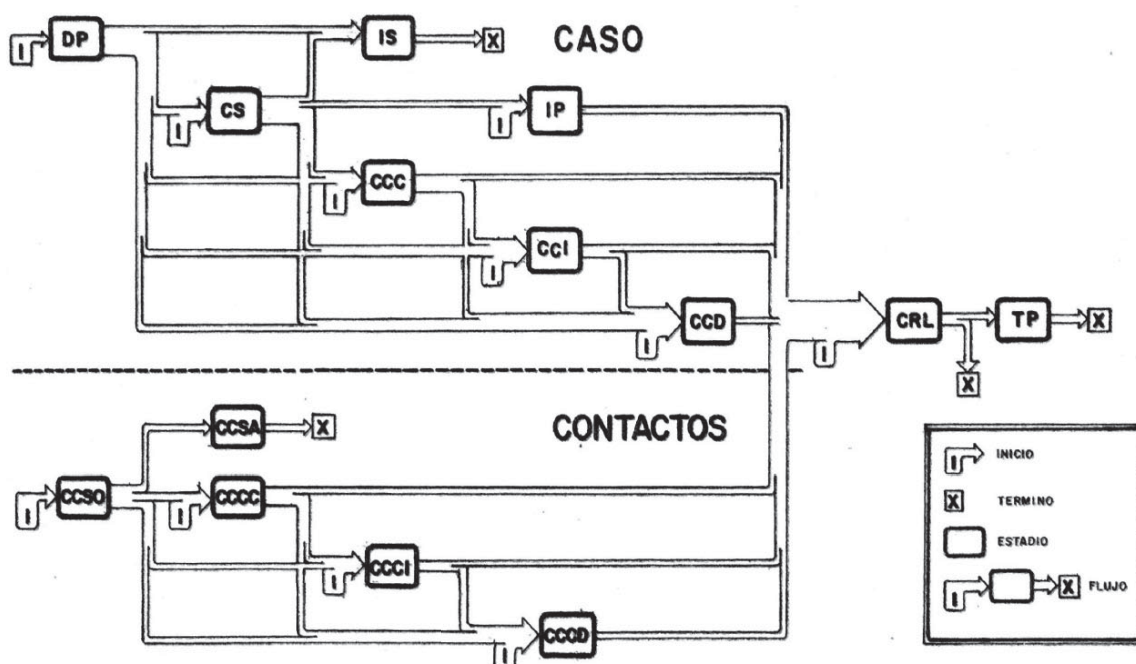 I DP IS X CASO
I CS I IP
I CCC
I CCI
I CCD I CRL TP X
X
CCSA X CONTACTOS
I CCSO I CCCC
I CCCI
I CCCD
I INICIO
X TERMINO
ESTADIO
I X FLUJO